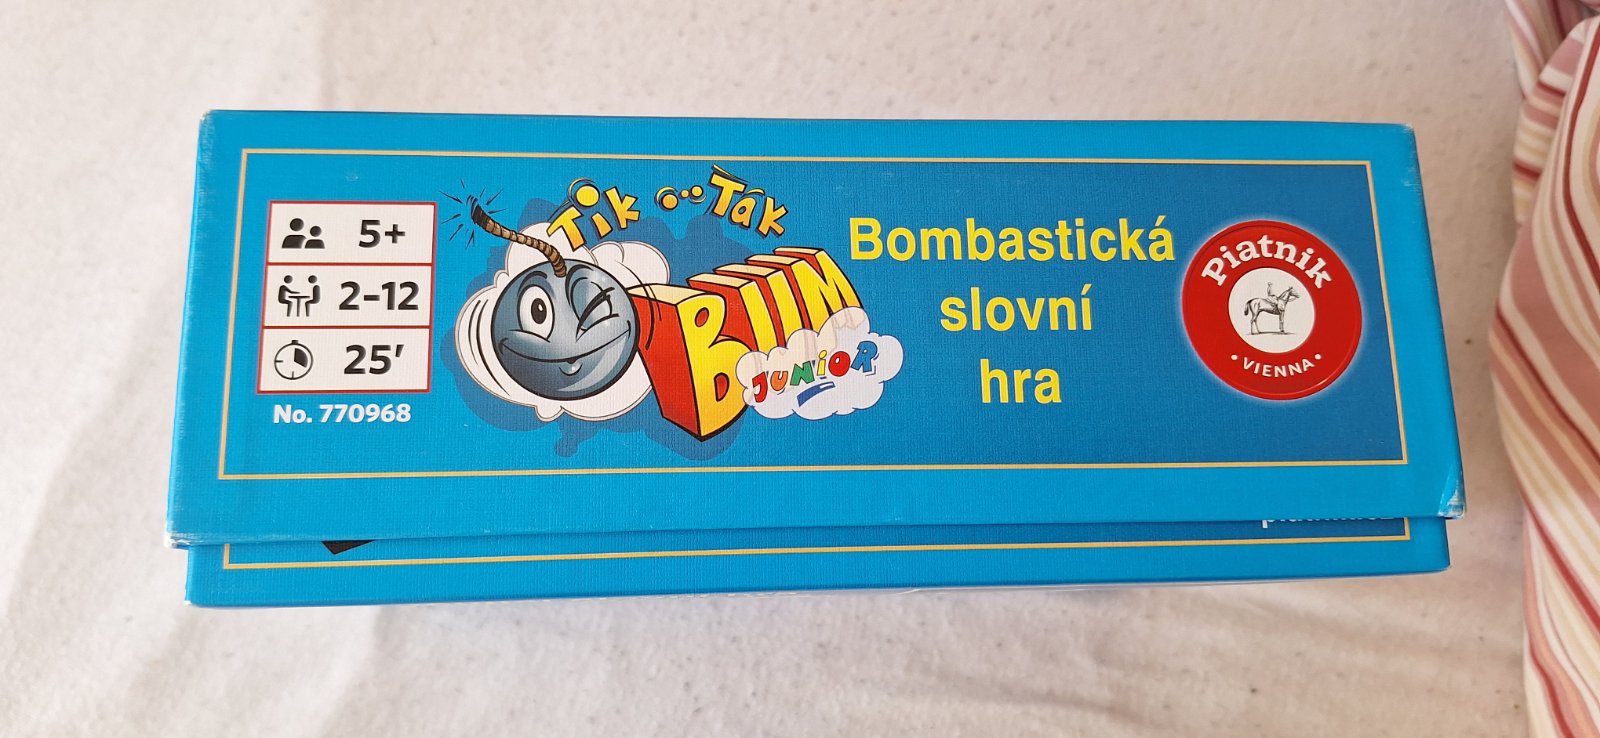 5+
2-12
25'
No. 770968
Tik ... Ták
BUM
JUNIOR
Bombastická
slovní
hra
Piatnik
• VIENNA •